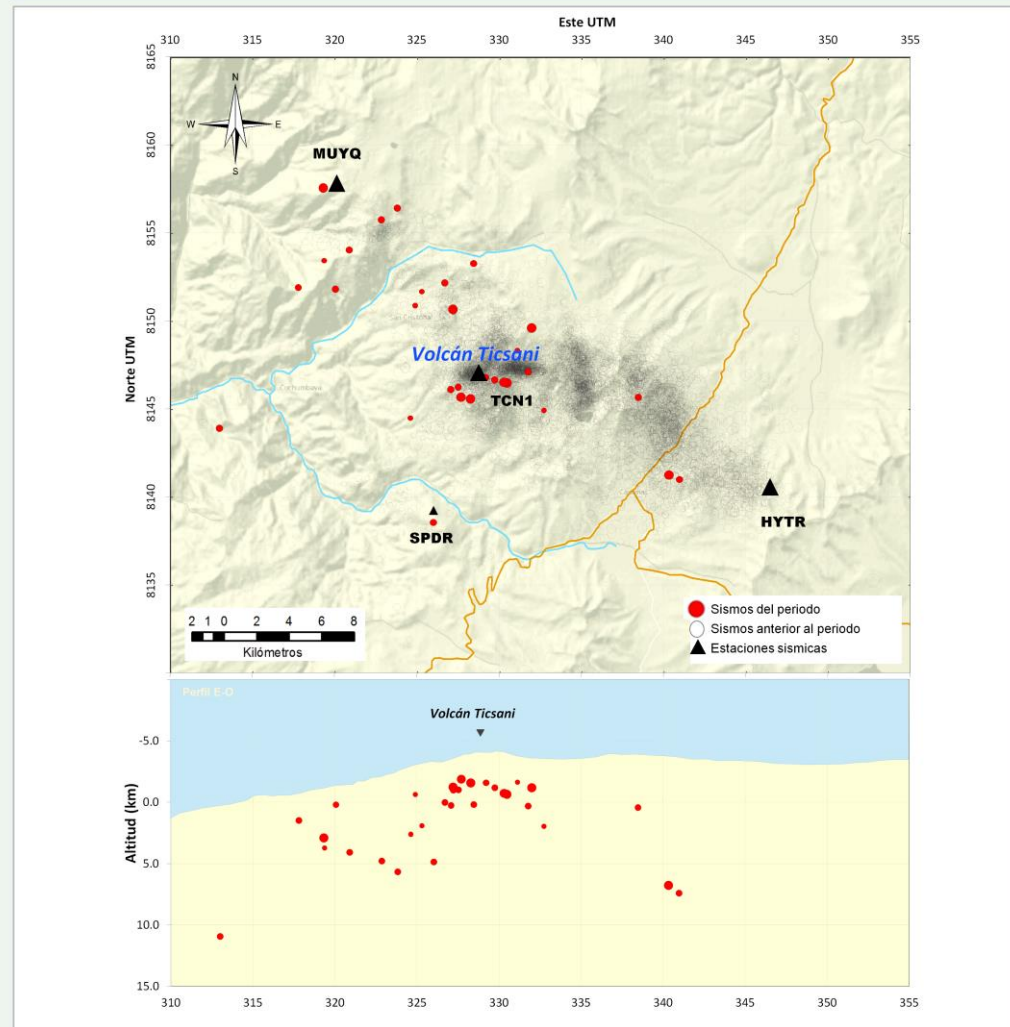 Este UTM
310 315 320 325 330 335 340 345 350 355
8165
8160
8155
8150
8145
8140
8135
Norte UTM
N
W E
S
MUYQ
San Cristobal
Volcán Ticsani
TCN1
HYTR
SPDR
2 1 0 2 4 6 8
Kilómetros
Sismos del periodo
Sismos anterior al periodo
Estaciones sismicas
Perfil E-O
Volcán Ticsani
Altitud (km)
-5.0
0.0
5.0
10.0
15.0
310 315 320 325 330 335 340 345 350 355